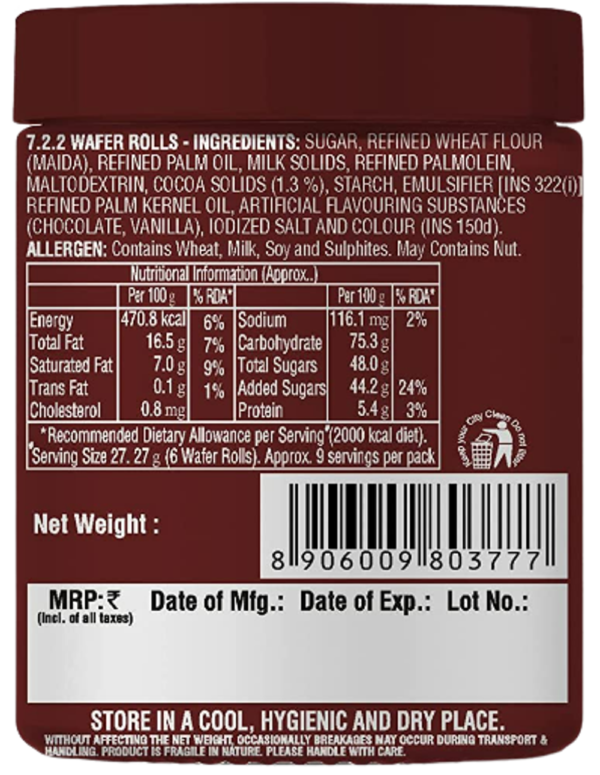 7.2.2 WAFER ROLLS - INGREDIENTS: SUGAR, REFINED WHEAT FLOUR
(MAIDA), REFINED PALM OIL, MILK SOLIDS, REFINED PALMOLEIN,
MALTODEXTRIN, COCOA SOLIDS (1.3 %), STARCH, EMULSIFIER [INS 322(i)]
REFINED PALM KERNEL OIL, ARTIFICIAL FLAVOURING SUBSTANCES
(CHOCOLATE, VANILLA), IODIZED SALT AND COLOUR (INS 150d).
ALLERGEN: Contains Wheat, Milk, Soy and Sulphites. May Contains Nut.
Nutritional Information (Approx..)
Per 100 g % RDA* Per 100 g % RDA*
Energy 470.8 kcal 6% Sodium 116.1 mg 2%
Total Fat 16.5 g 7% Carbohydrate 75.3 g
Saturated Fat 7.0 g 9% Total Sugars 48.0 g
Trans Fat 0.1 g 1% Added Sugars 44.2 g 24%
Cholesterol 0.8 mg Protein 5.4 g 3%
*Recommended Dietary Allowance per Serving (2000 kcal diet).
Serving Size 27. 27 g (6 Wafer Rolls). Approx. 9 servings per pack
Keep your City Clean Do not litter
Net Weight :
8 906009 803777
MRP:₹ Date of Mfg.: Date of Exp.: Lot No.:
(incl. of all taxes)
STORE IN A COOL, HYGIENIC AND DRY PLACE.
WITHOUT AFFECTING THE NET WEIGHT, OCCASIONALLY BREAKAGES MAY OCCUR DURING TRANSPORT &
HANDLING. PRODUCT IS FRAGILE IN NATURE. PLEASE HANDLE WITH CARE.